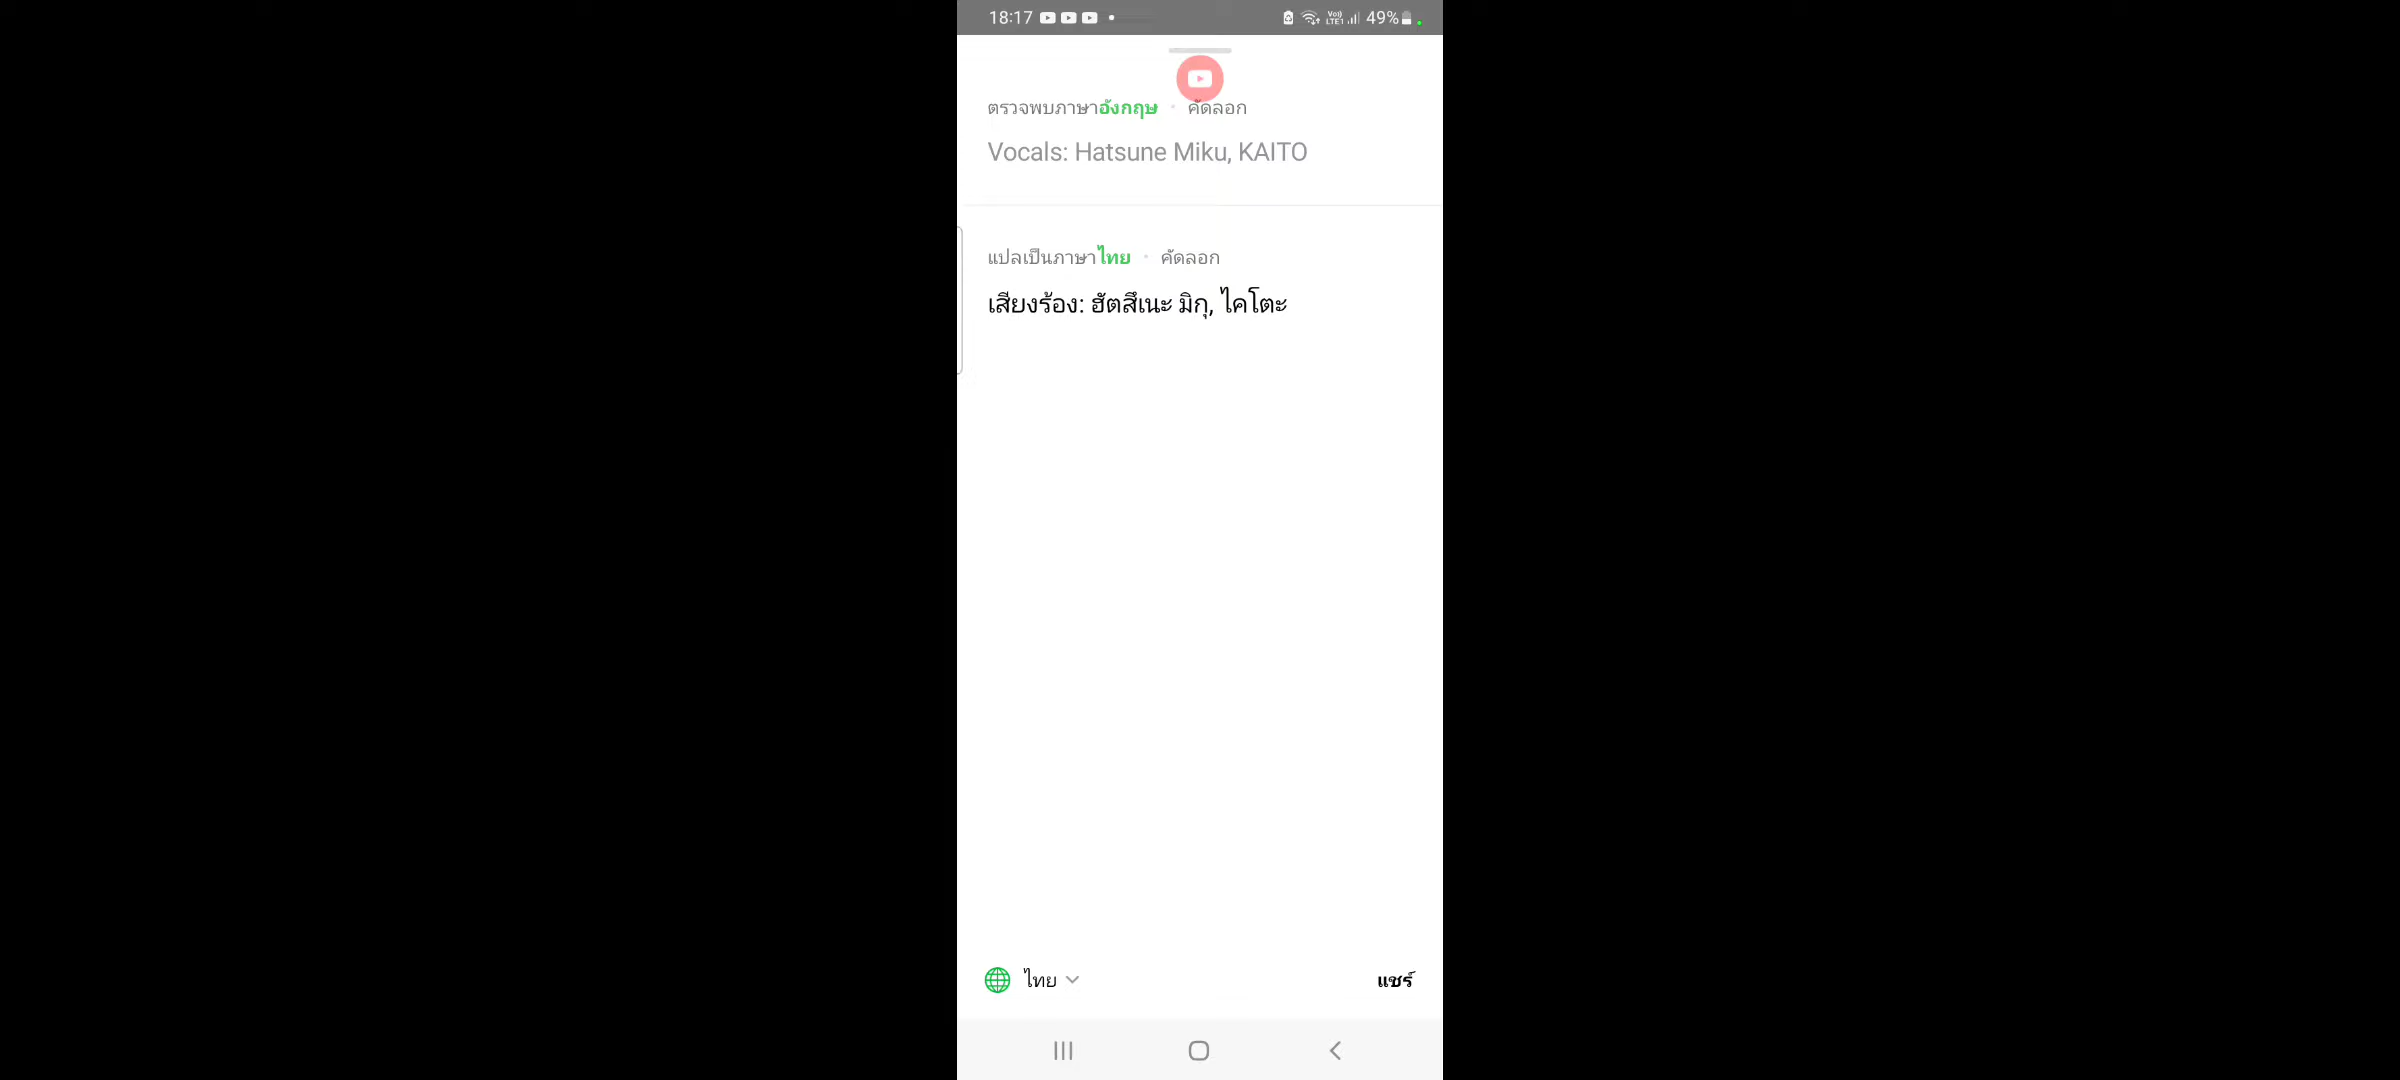 18:17 49%
ตรวจพบภาษาอังกฤษ · คัดลอก
Vocals: Hatsune Miku, KAITO
แปลเป็นภาษาไทย · คัดลอก
เสียงร้อง: ฮัตสึเนะ มิกุ, ไคโตะ
ไทย แชร์